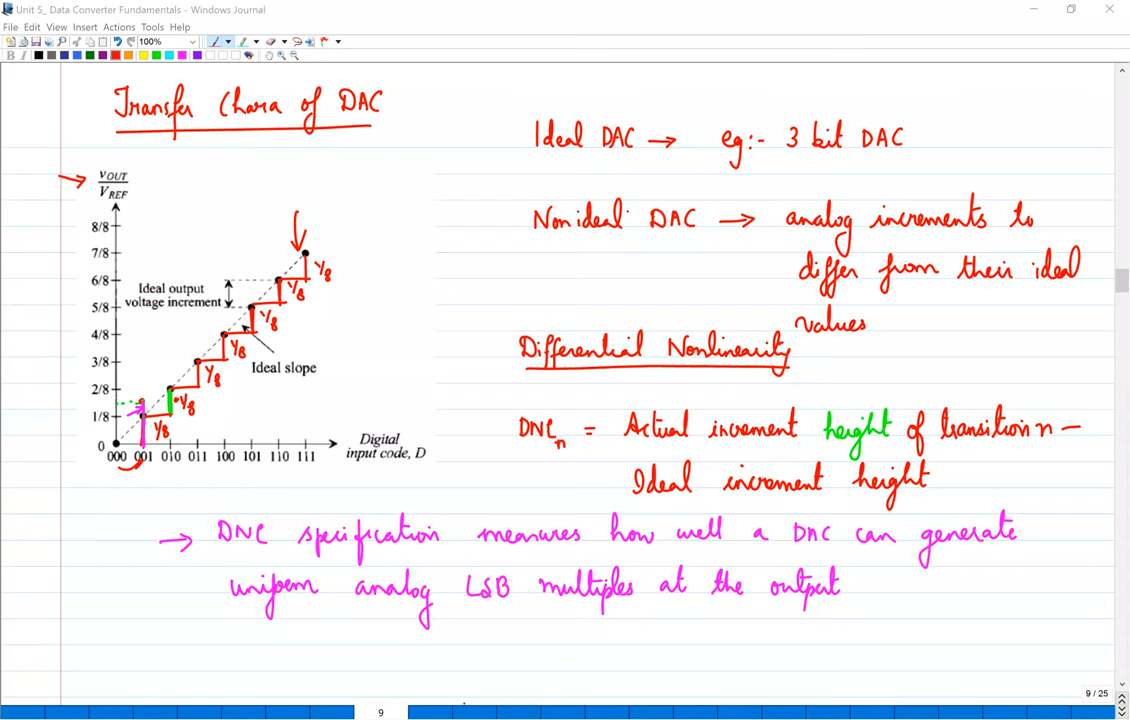 Unit 5_ Data Converter Fundamentals - Windows Journal
File Edit View Insert Actions Tools Help
100%
B I
Transfer Chara of DAC
Ideal DAC → eg:- 3 bit DAC
Non ideal DAC → analog increments to
differ from their ideal
values
Differential Nonlinearity
DNL_n = Actual increment height of transition n –
Ideal increment height
→ vOUT
VREF
8/8
7/8
6/8
5/8
4/8
3/8
2/8
1/8
0
Ideal output
voltage increment
Ideal slope
1/8
1/8
1/8
1/8
1/8
1/8
1/8
000 001 010 011 100 101 110 111
Digital
input code, D
→ DNL specification measures how well a DAC can generate
uniform analog LSB multiples at the output
9 / 25
9